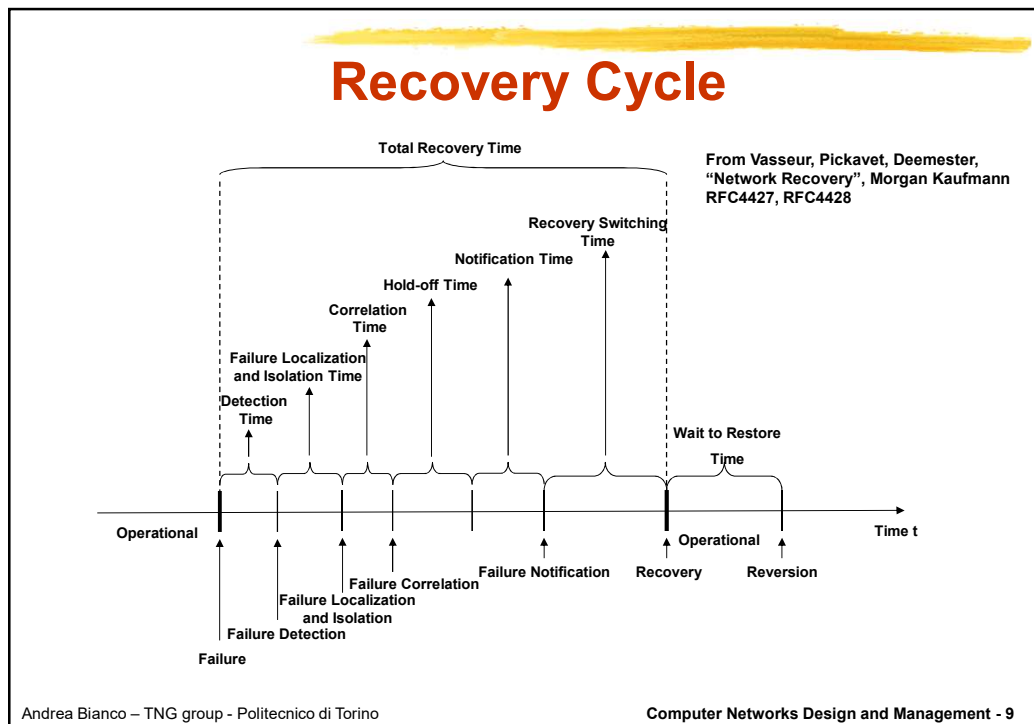 Recovery Cycle
Total Recovery Time
From Vasseur, Pickavet, Deemester,
“Network Recovery”, Morgan Kaufmann
RFC4427, RFC4428
Recovery Switching
Time
Notification Time
Hold-off Time
Correlation
Time
Failure Localization
and Isolation Time
Detection
Time
Wait to Restore
Time
Operational
Operational
Time t
Failure Correlation
Failure Notification
Recovery
Reversion
Failure Localization
and Isolation
Failure Detection
Failure
Andrea Bianco – TNG group - Politecnico di Torino
Computer Networks Design and Management - 9